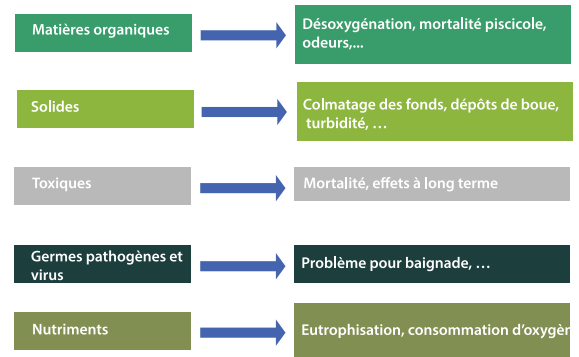 Matières organiques
Désoxygénation, mortalité piscicole,
odeurs,...
Solides
Colmatage des fonds, dépôts de boue,
turbidité, ...
Toxiques
Mortalité, effets à long terme
Germes pathogènes et
virus
Problème pour baignade, ...
Nutriments
Eutrophisation, consommation